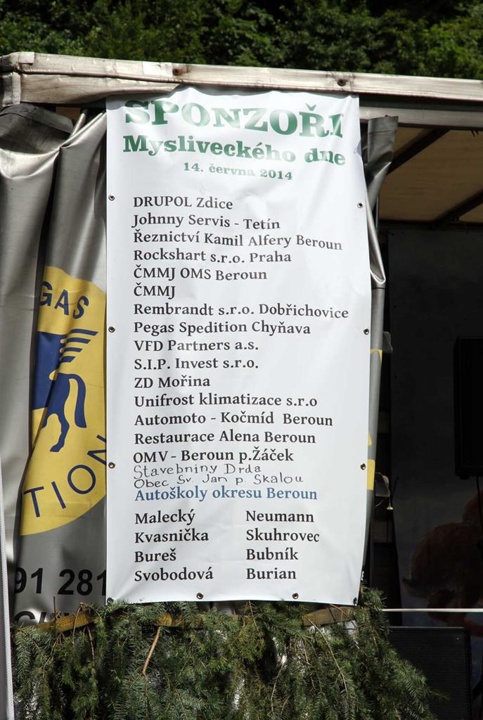 SPONZOŘI
Mysliveckého dne
14. června 2014
DRUPOL Zdice
Johnny Servis - Tetín
Řeznictví Kamil Alfery Beroun
Rockshart s.r.o. Praha
ČMMJ OMS Beroun
ČMMJ
Rembrandt s.r.o. Dobřichovice
Pegas Spedition Chyňava
VFD Partners a.s.
S.I.P. Invest s.r.o.
ZD Mořina
Unifrost klimatizace s.r.o
Automoto - Kočmíd Beroun
Restaurace Alena Beroun
OMV - Beroun p.Žáček
Stavebniny Drda
Obec Sv. Jan p Skalou
Autoškoly okresu Beroun
Malecký Neumann
Kvasnička Skuhrovec
Bureš Bubník
Svobodová Burian
GAS
TION
91 281